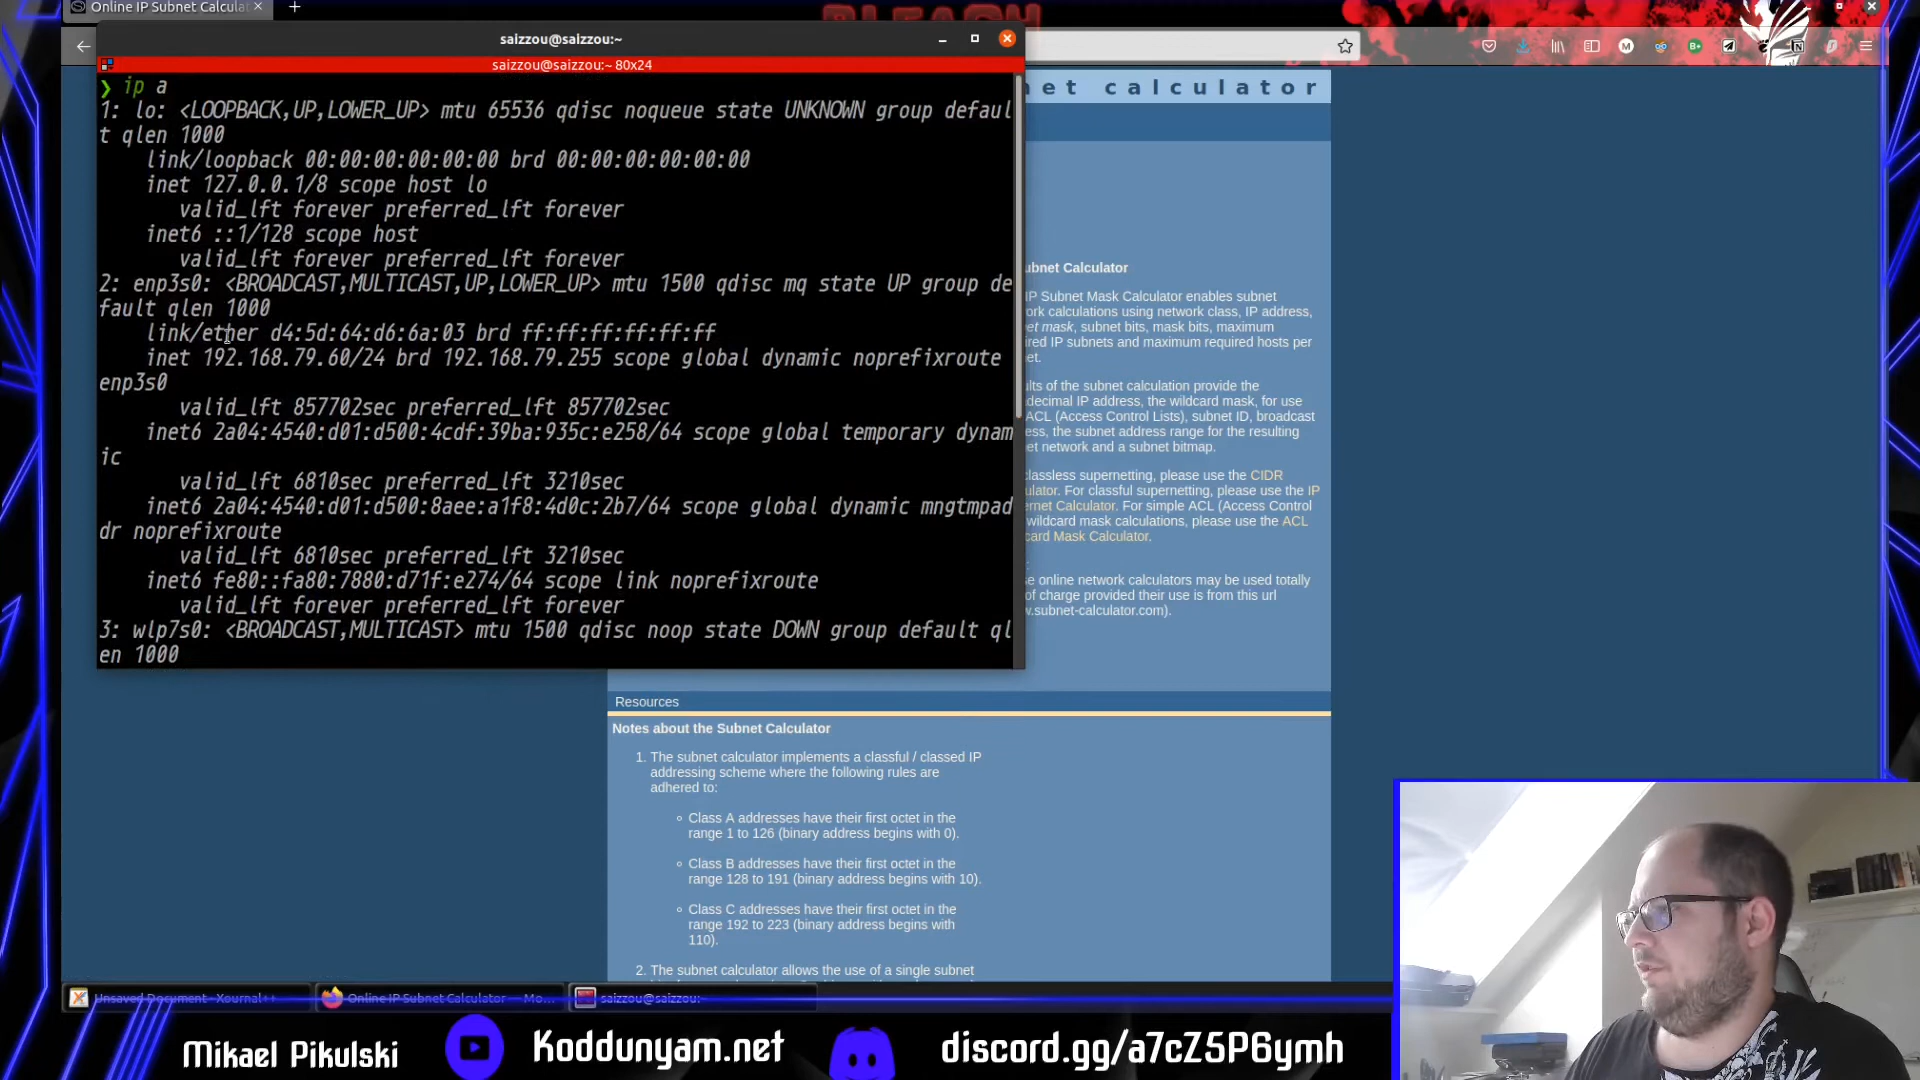 Online IP Subnet Calculat
saizzou@saizzou:~
saizzou@saizzou:~ 80x24
❯ ip a
1: lo: <LOOPBACK,UP,LOWER_UP> mtu 65536 qdisc noqueue state UNKNOWN group defaul
t qlen 1000
link/loopback 00:00:00:00:00:00 brd 00:00:00:00:00:00
inet 127.0.0.1/8 scope host lo
valid_lft forever preferred_lft forever
inet6 ::1/128 scope host
valid_lft forever preferred_lft forever
2: enp3s0: <BROADCAST,MULTICAST,UP,LOWER_UP> mtu 1500 qdisc mq state UP group de
fault qlen 1000
link/ether d4:5d:64:d6:6a:03 brd ff:ff:ff:ff:ff:ff
inet 192.168.79.60/24 brd 192.168.79.255 scope global dynamic noprefixroute
enp3s0
valid_lft 857702sec preferred_lft 857702sec
inet6 2a04:4540:d01:d500:4cdf:39ba:935c:e258/64 scope global temporary dynam
ic
valid_lft 6810sec preferred_lft 3210sec
inet6 2a04:4540:d01:d500:8aee:a1f8:4d0c:2b7/64 scope global dynamic mngtmpad
dr noprefixroute
valid_lft 6810sec preferred_lft 3210sec
inet6 fe80::fa80:7880:d71f:e274/64 scope link noprefixroute
valid_lft forever preferred_lft forever
3: wlp7s0: <BROADCAST,MULTICAST> mtu 1500 qdisc noop state DOWN group default ql
en 1000
net calculator
ubnet Calculator
IP Subnet Mask Calculator enables subnet
ork calculations using network class, IP address,
et mask, subnet bits, mask bits, maximum
ired IP subnets and maximum required hosts per
et.
ults of the subnet calculation provide the
decimal IP address, the wildcard mask, for use
ACL (Access Control Lists), subnet ID, broadcast
ess, the subnet address range for the resulting
et network and a subnet bitmap.
classless supernetting, please use the CIDR
ulator. For classful supernetting, please use the IP
ernet Calculator. For simple ACL (Access Control
wildcard mask calculations, please use the ACL
card Mask Calculator.
e online network calculators may be used totally
of charge provided their use is from this url
w.subnet-calculator.com).
Resources
Notes about the Subnet Calculator
1. The subnet calculator implements a classful / classed IP
addressing scheme where the following rules are
adhered to:
Class A addresses have their first octet in the
range 1 to 126 (binary address begins with 0).
Class B addresses have their first octet in the
range 128 to 191 (binary address begins with 10).
Class C addresses have their first octet in the
range 192 to 223 (binary address begins with
110).
2. The subnet calculator allows the use of a single subnet
Unsaved Document - Xournal++
Online IP Subnet Calculator — Mo...
saizzou@saizzou:~
Mikael Pikulski
Koddunyam.net
discord.gg/a7cZ5P6ymh